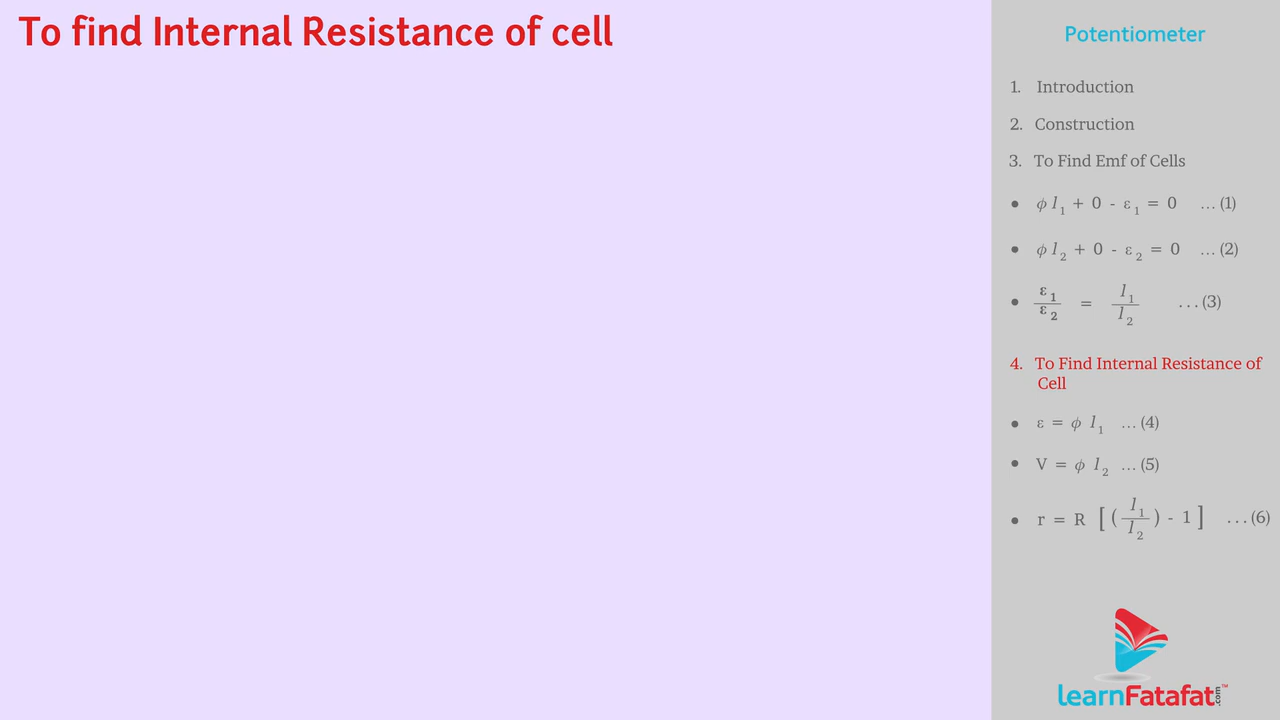 To find Internal Resistance of cell
Potentiometer
1. Introduction
2. Construction
3. To Find Emf of Cells
• ϕ l₁ + 0 - ε₁ = 0 ...(1)
• ϕ l₂ + 0 - ε₂ = 0 ...(2)
• ε₁/ε₂ = l₁/l₂ ...(3)
4. To Find Internal Resistance of
Cell
• ε = ϕ l₁ ...(4)
• V = ϕ l₂ ...(5)
• r = R [(l₁/l₂) - 1] ...(6)
learnFatafat.com™